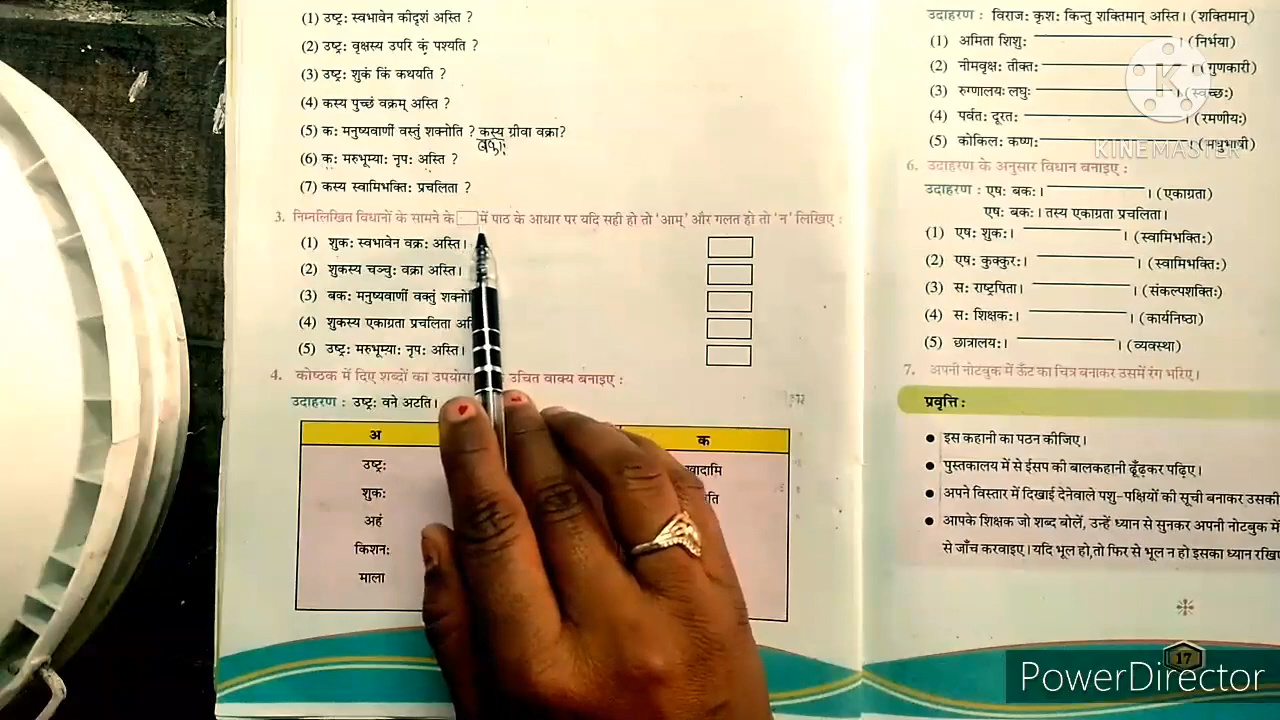 (1) उष्ट्रः स्वभावेन कीदृशं अस्ति ?
(2) उष्ट्रः वृक्षस्य उपरि कं पश्यति ?
(3) उष्ट्रः शुकं किं कथयति ?
(4) कस्य पुच्छं वक्रम् अस्ति ?
(5) कः मनुष्यवाणीं वक्तुं शक्नोति ? कस्य ग्रीवा वक्रा?
(6) कः मरुभूम्याः नृपः अस्ति ?
(7) कस्य स्वामिभक्तिः प्रचलिता ?
3. निम्नलिखित विधानों के सामने के में पाठ के आधार पर यदि सही हो तो 'आम्' और गलत हो तो 'न' लिखिए :
(1) शुकः स्वभावेन वक्रः अस्ति।
(2) शुकस्य चञ्चुः वक्रा अस्ति।
(3) बकः मनुष्यवाणीं वक्तुं
(4) शुकस्य एकाग्रता प्रचलिता
(5) उष्ट्रः मरुभूम्याः नृपः अस्ति।
4. कोष्ठक में दिए शब्दों का उपयोग उचित वाक्य बनाइए :
उदाहरण : उष्ट्रः वने अटति।
अ क
उष्ट्रः
शुकः
अहं
किशनः
माला
उदाहरण : विराजः कृशः किन्तु शक्तिमान् अस्ति। (शक्तिमान्)
(1) अमिता शिशुः । (निर्भया)
(2) नीमवृक्षः तीक्तः । (गुणकारी)
(3) रुग्णालयः लघुः । (स्वच्छः)
(4) पर्वतः दूरतः । (रमणीयः)
(5) कोकिलः कृष्णः । (मधुभाषी)
KINEMASTER
6. उदाहरण के अनुसार विधान बनाइए :
उदाहरण : एषः बकः। । (एकाग्रता)
एषः बकः। तस्य एकाग्रता प्रचलिता।
(1) एषः शुकः। । (स्वामिभक्तिः)
(2) एषः कुक्कुरः। । (स्वामिभक्तिः)
(3) सः राष्ट्रपिता। । (संकल्पशक्तिः)
(4) सः शिक्षकः। । (कार्यनिष्ठा)
(5) छात्रालयः। । (व्यवस्था)
7. अपनी नोटबुक में ऊँट का चित्र बनाकर उसमें रंग भरिए।
प्रवृत्ति :
● इस कहानी का पठन कीजिए।
● पुस्तकालय में से ईसप की बालकहानी ढूँढ़कर पढ़िए।
● अपने विस्तार में दिखाई देनेवाले पशु-पक्षियों की सूची बनाकर उसकी
● आपके शिक्षक जो शब्द बोलें, उन्हें ध्यान से सुनकर अपनी नोटबुक में
से जाँच करवाइए। यदि भूल हो, तो फिर से भूल न हो इसका ध्यान
17
PowerDirector